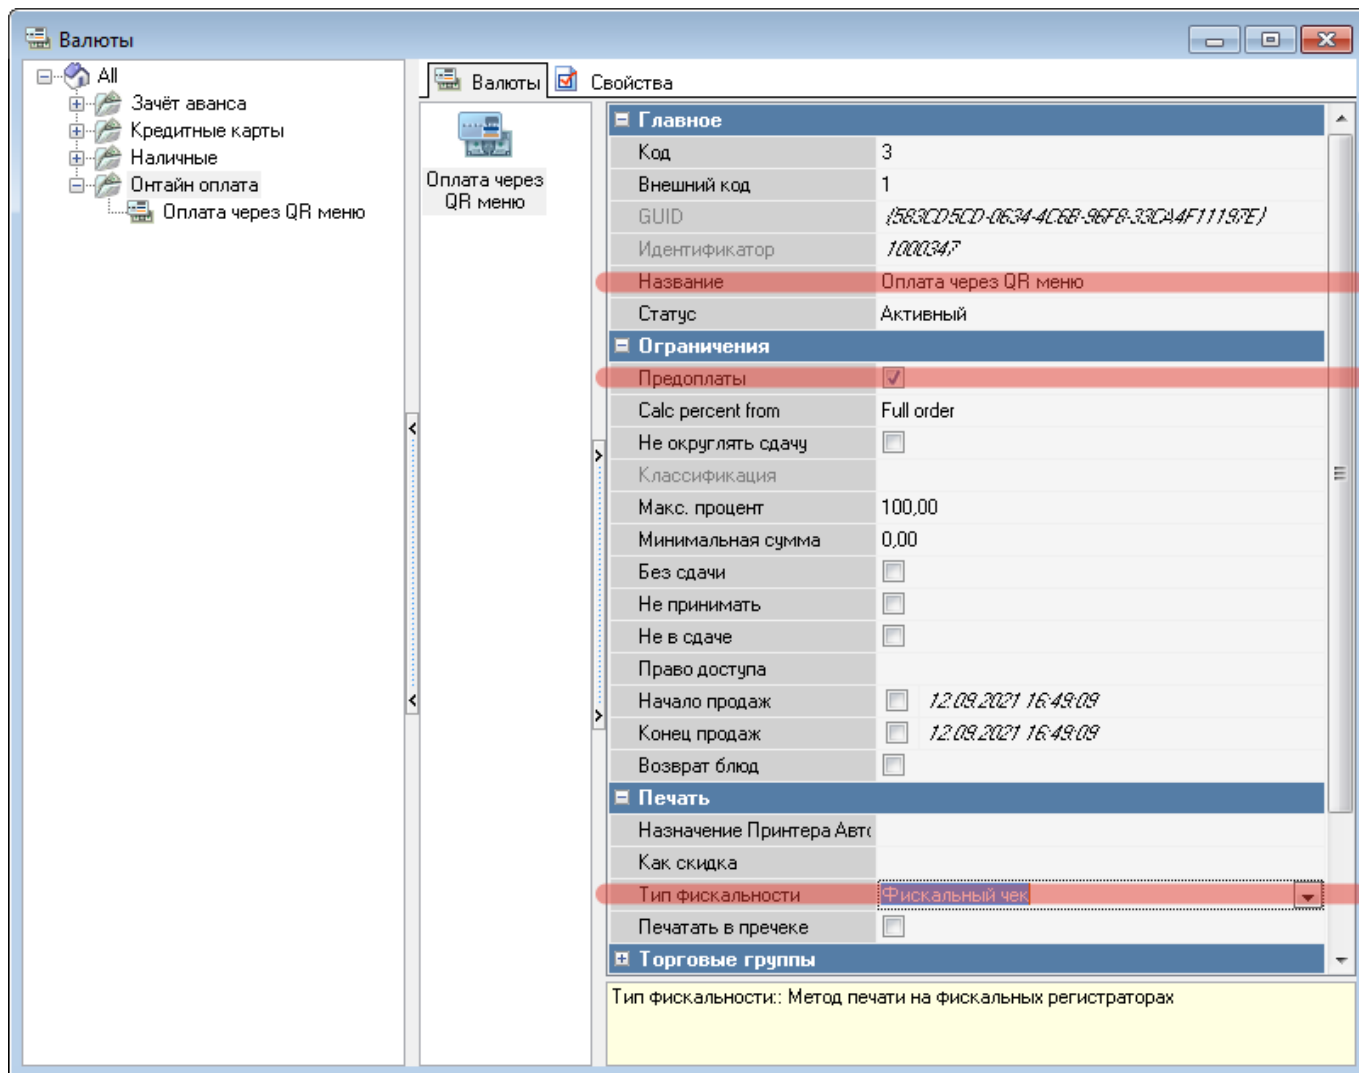 Валюты
All
Зачёт аванса
Кредитные карты
Наличные
Онтайн оплата
Оплата через QR меню
Валюты
Свойства
Оплата через
QR меню
Главное
Код 3
Внешний код 1
GUID {583CD5CD-0634-4C6B-96F8-33CA4F11197E}
Идентификатор 1000347
Название Оплата через QR меню
Статус Активный
Ограничения
Предоплаты
Calc percent from Full order
Не округлять сдачу
Классификация
Макс. процент 100,00
Минимальная сумма 0,00
Без сдачи
Не принимать
Не в сдаче
Право доступа
Начало продаж 12.09.2021 16:49:09
Конец продаж 12.09.2021 16:49:09
Возврат блюд
Печать
Назначение Принтера Авто
Как скидка
Тип фискальности Фискальный чек
Печатать в пречеке
Торговые группы
Тип фискальности:: Метод печати на фискальных регистраторах